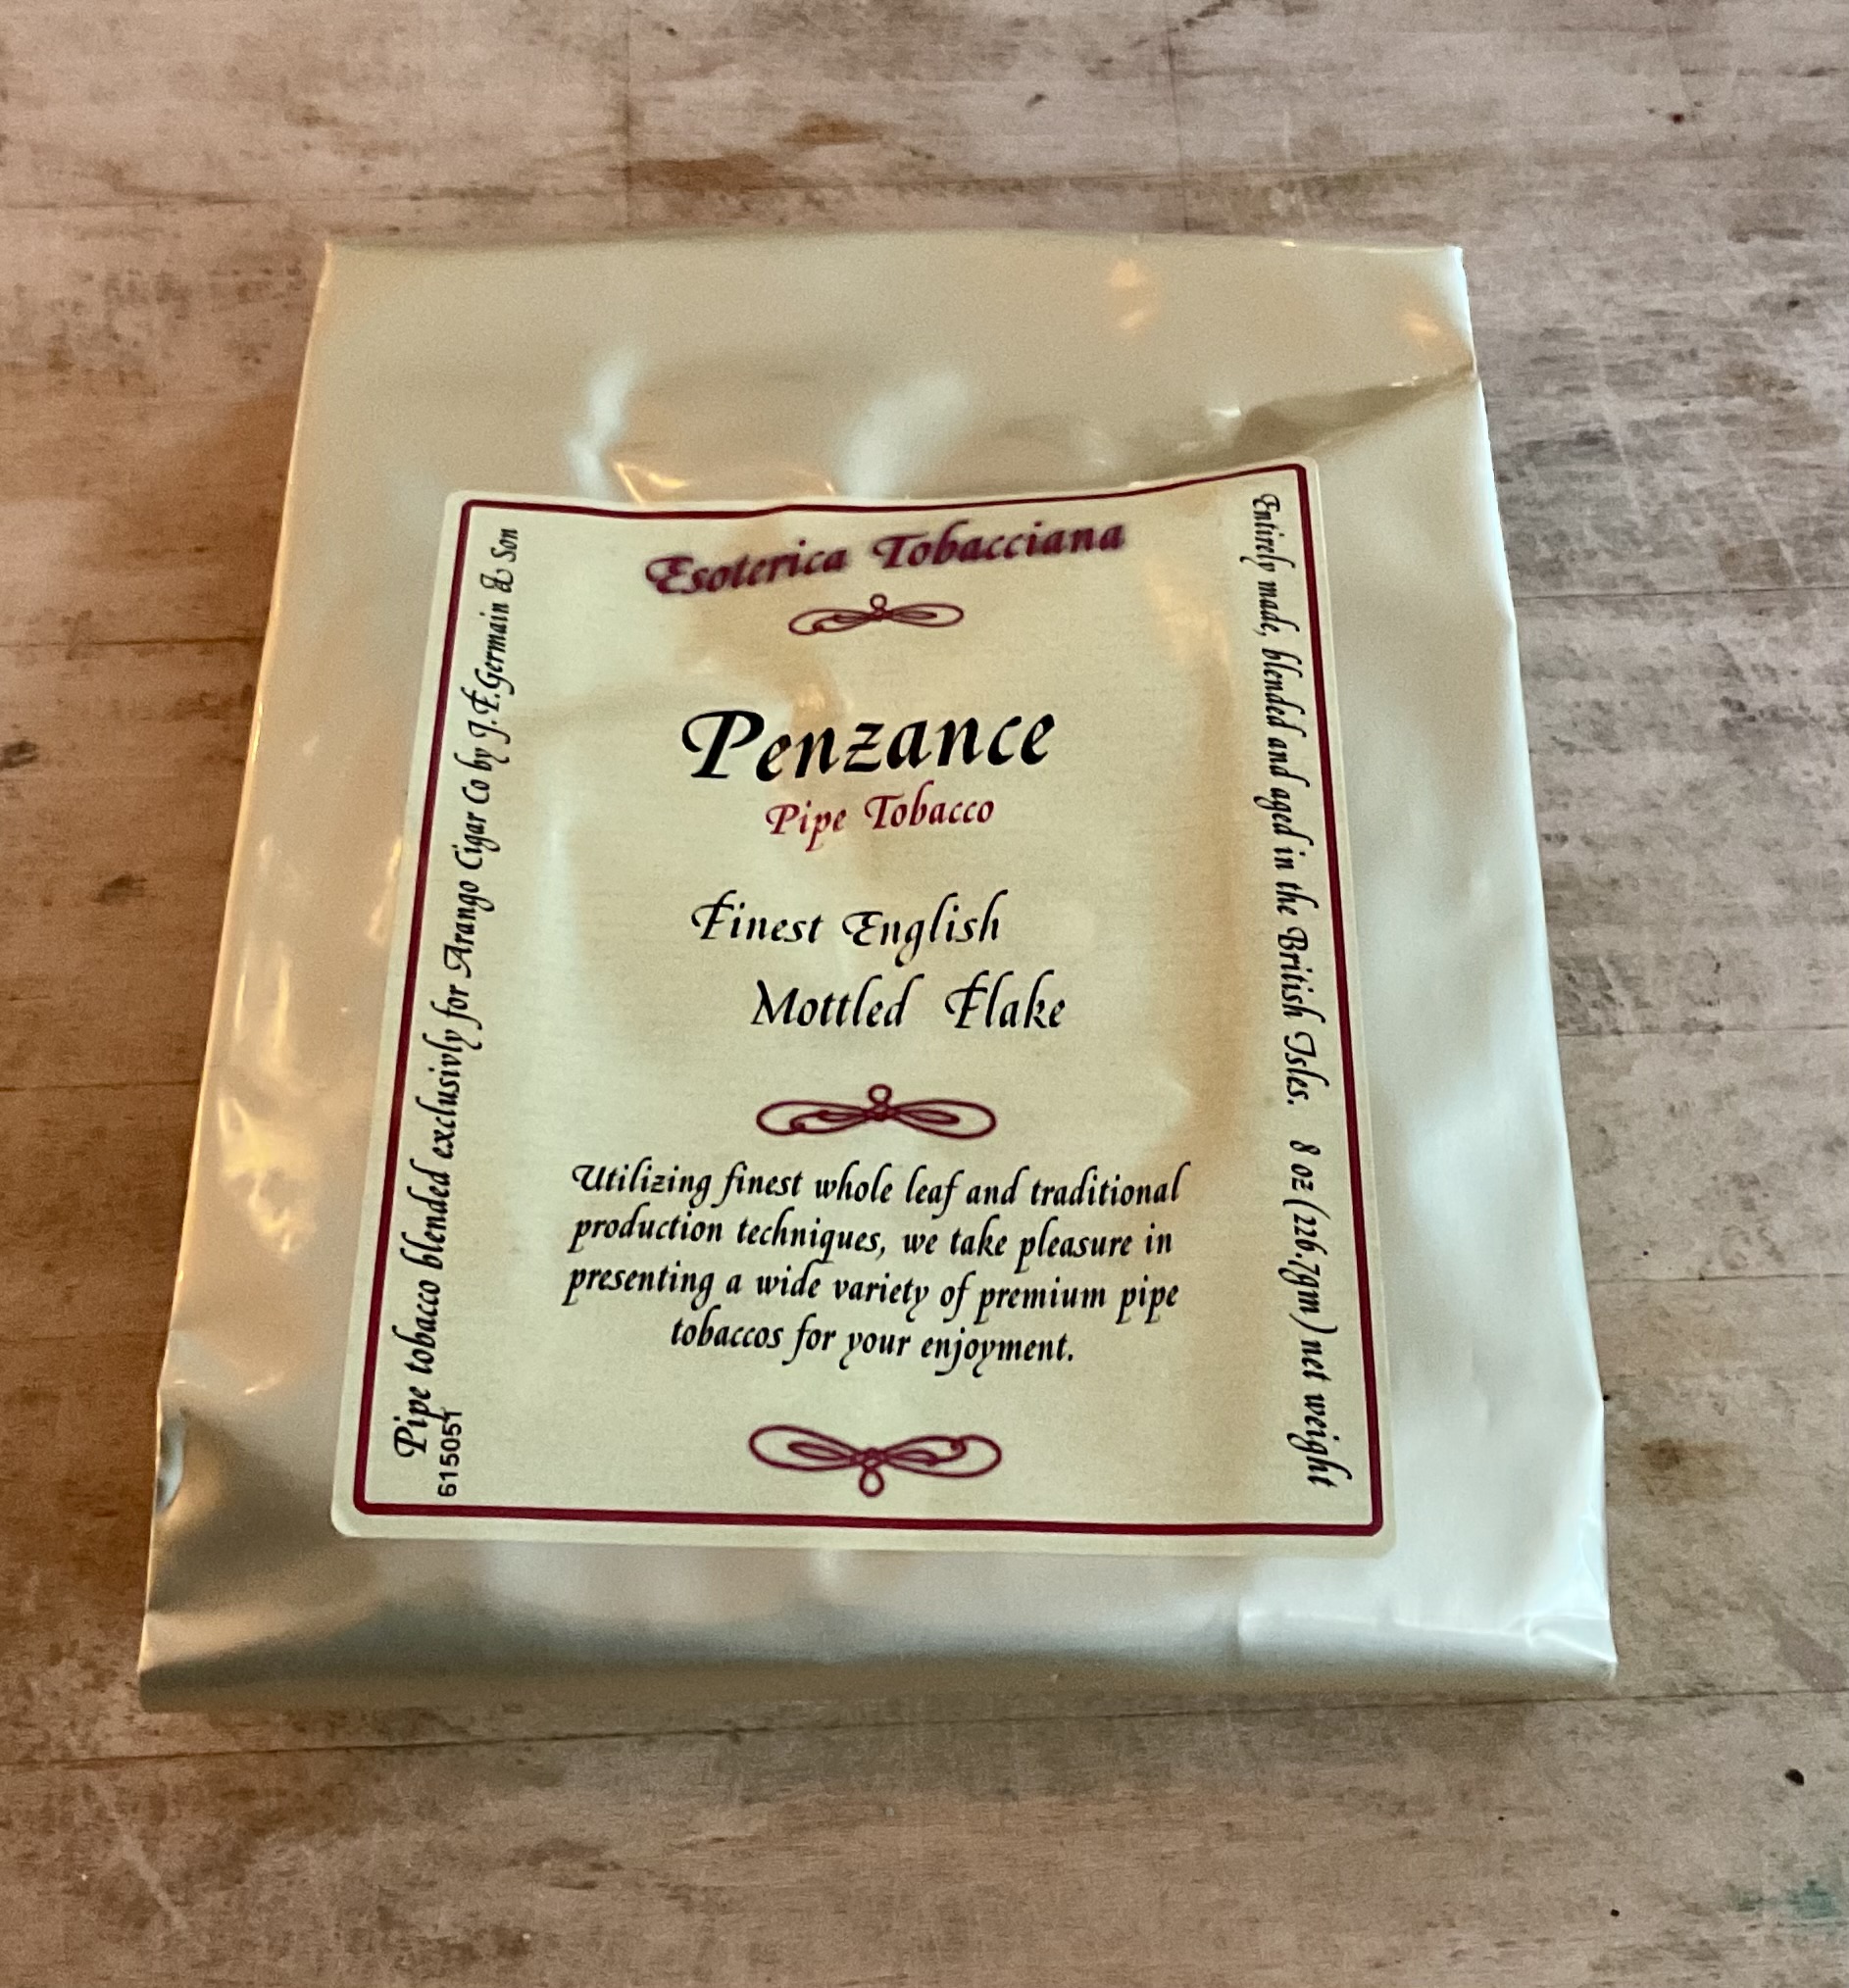 Esoterica Tobacciana
Penzance
Pipe Tobacco
Finest English
Mottled Flake
Utilizing finest whole leaf and traditional
production techniques, we take pleasure in
presenting a wide variety of premium pipe
tobaccos for your enjoyment.
Pipe tobacco blended exclusivly for Arango Cigar Co by J.F.Germain & Son
615051
Entirely made, blended and aged in the British Isles. 8 oz (226.7gm) net weight